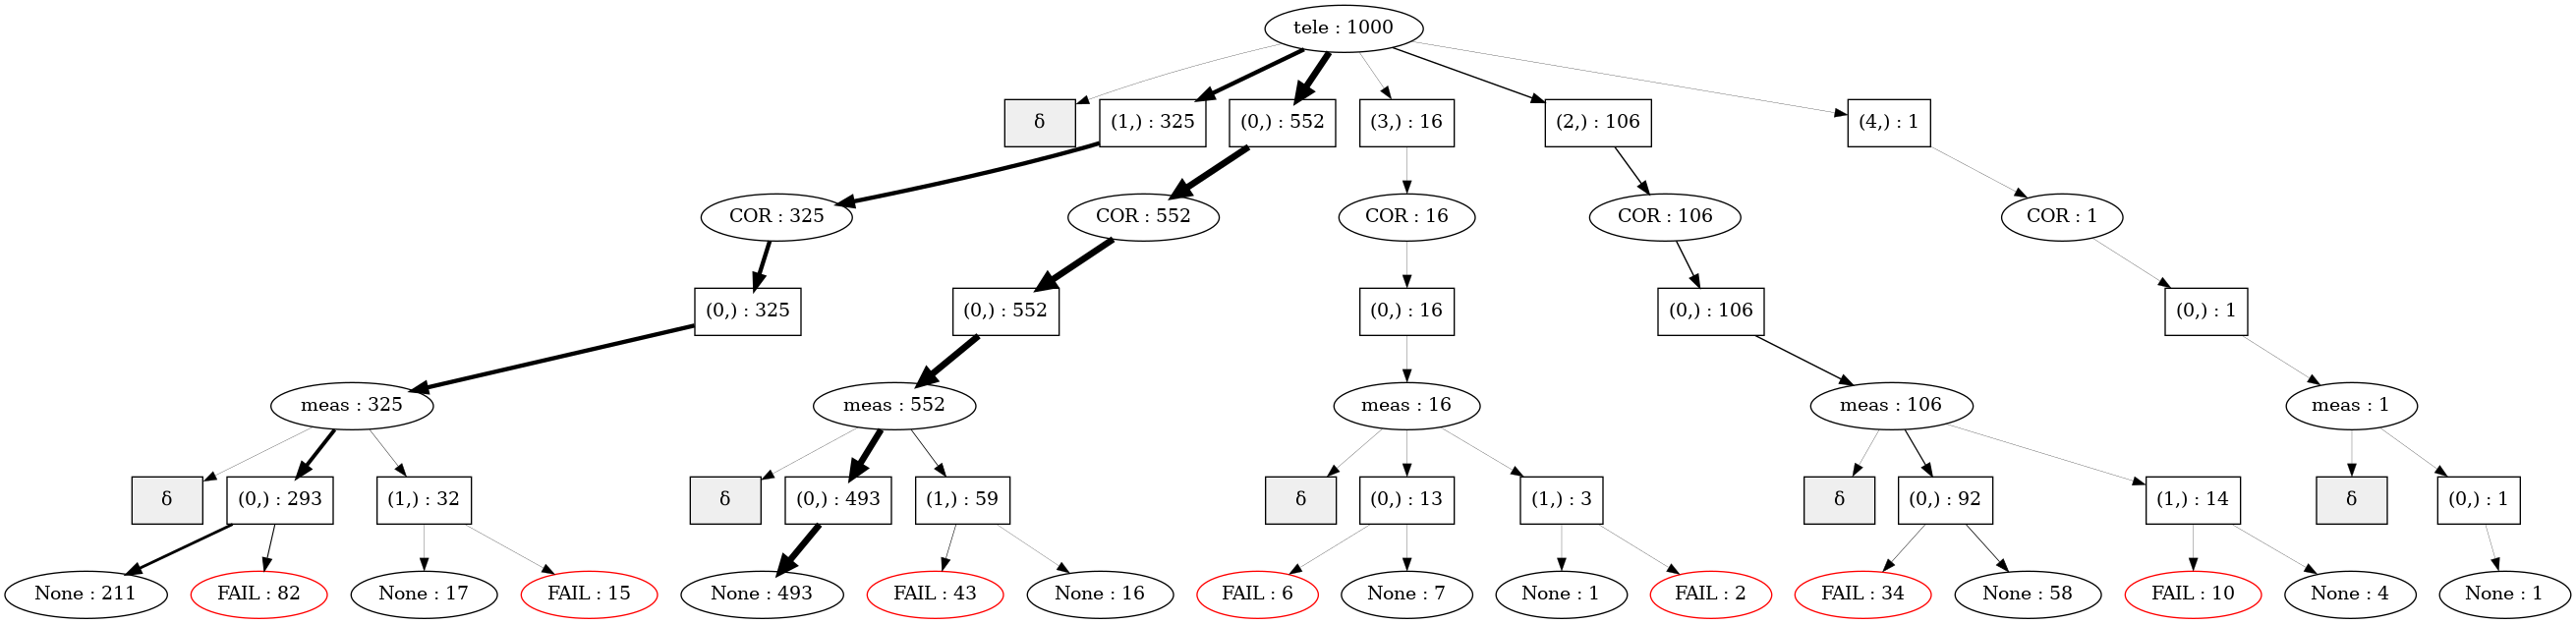 tele : 1000
δ
(1,) : 325
(0,) : 552
(3,) : 16
(2,) : 106
(4,) : 1
COR : 325
COR : 552
COR : 16
COR : 106
COR : 1
(0,) : 325
(0,) : 552
(0,) : 16
(0,) : 106
(0,) : 1
meas : 325
meas : 552
meas : 16
meas : 106
meas : 1
δ
(0,) : 293
(1,) : 32
δ
(0,) : 493
(1,) : 59
δ
(0,) : 13
(1,) : 3
δ
(0,) : 92
(1,) : 14
δ
(0,) : 1
None : 211
FAIL : 82
None : 17
FAIL : 15
None : 493
FAIL : 43
None : 16
FAIL : 6
None : 7
None : 1
FAIL : 2
FAIL : 34
None : 58
FAIL : 10
None : 4
None : 1